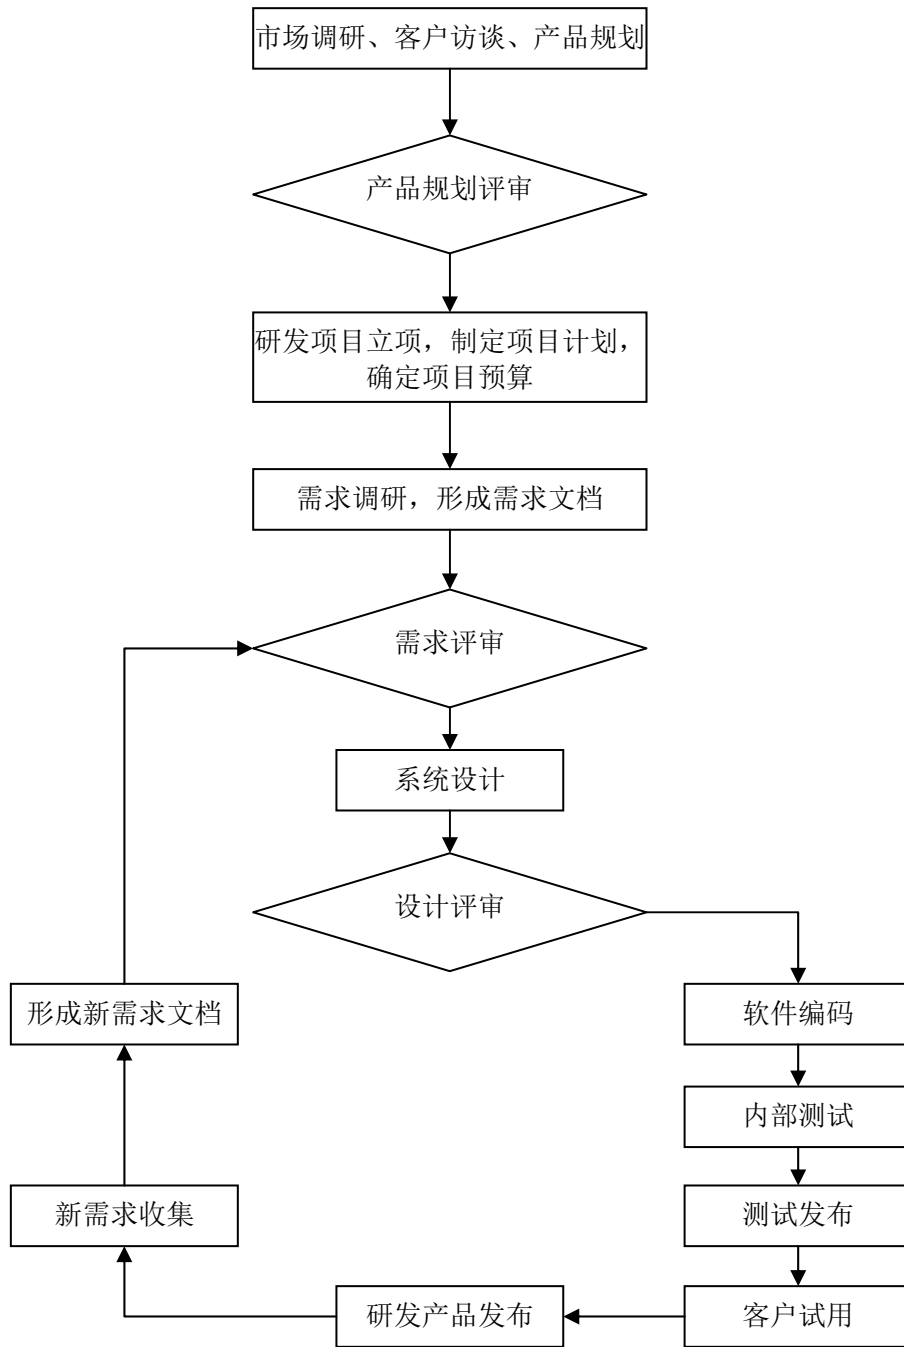 市场调研、客户访谈、产品规划
产品规划评审
研发项目立项，制定项目计划，
确定项目预算
需求调研，形成需求文档
需求评审
系统设计
设计评审
形成新需求文档
软件编码
内部测试
新需求收集
测试发布
研发产品发布
客户试用